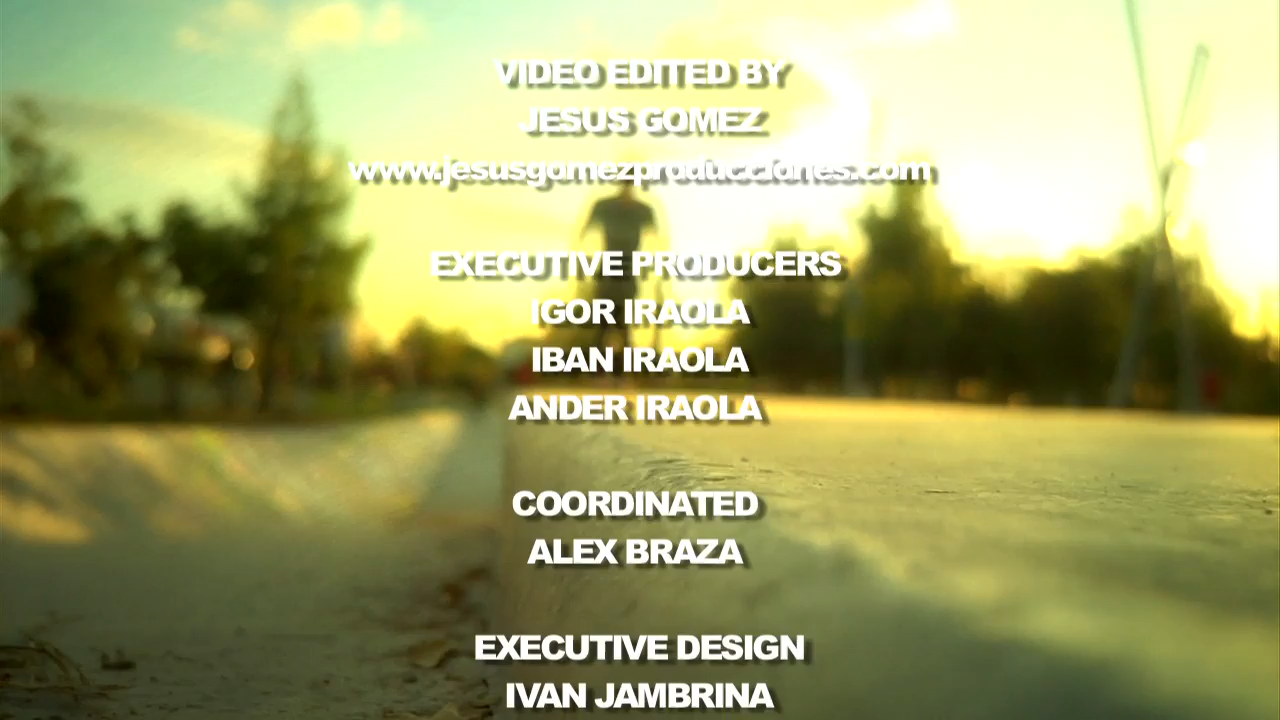 VIDEO EDITED BY
JESUS GOMEZ
www.jesusgomezproducciones.com
EXECUTIVE PRODUCERS
IGOR IRAOLA
IBAN IRAOLA
ANDER IRAOLA
COORDINATED
ALEX BRAZA
EXECUTIVE DESIGN
IVAN JAMBRINA